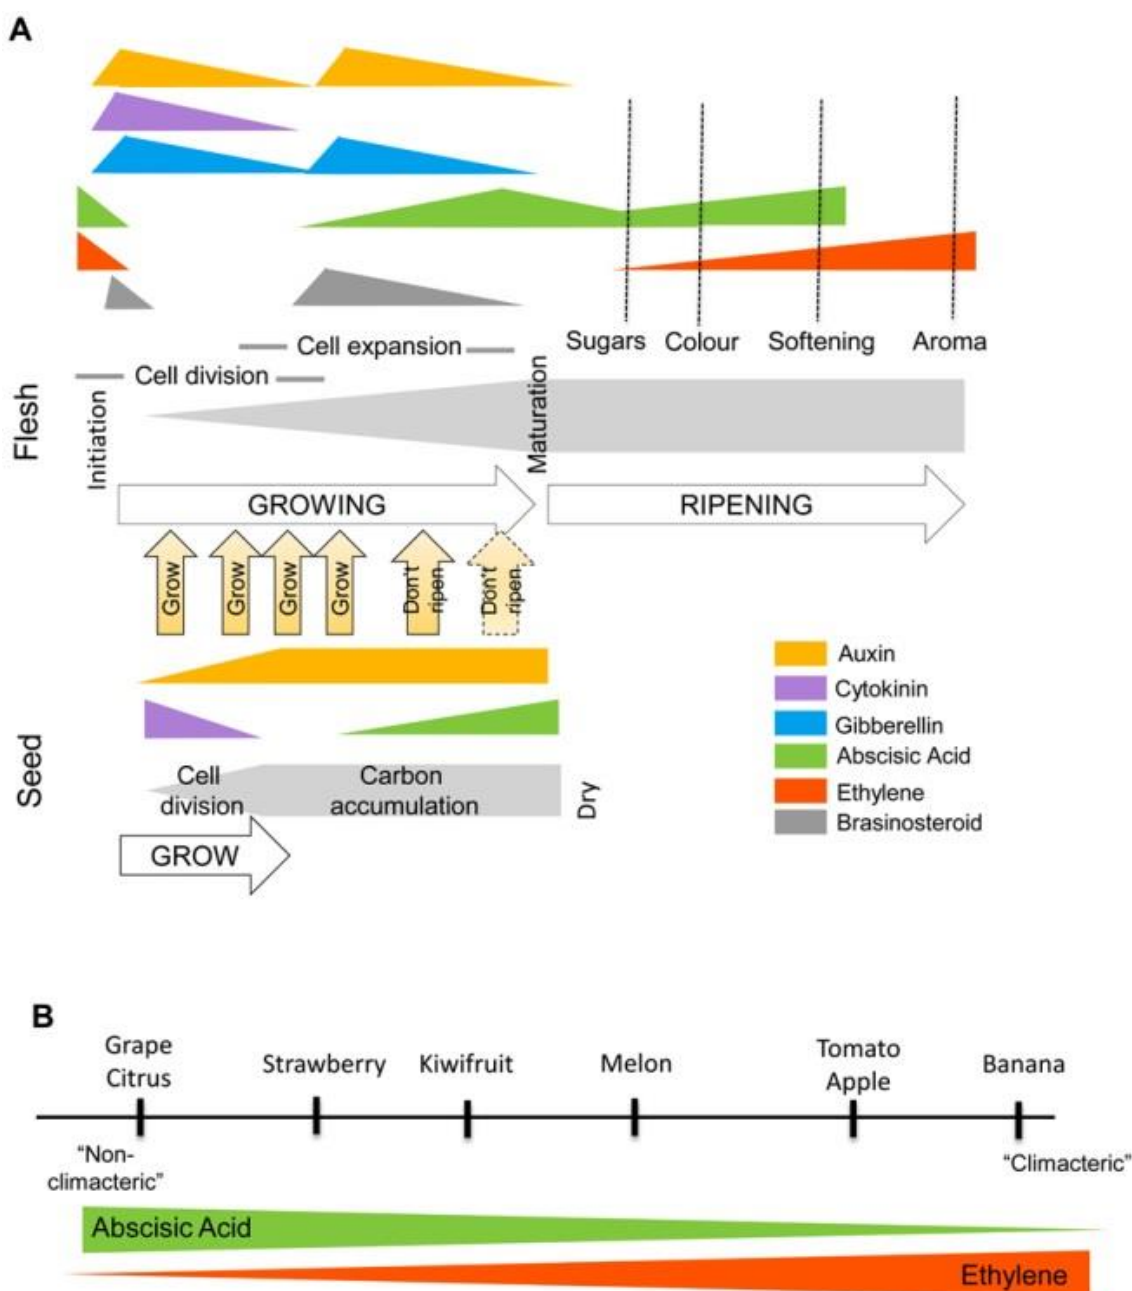 A
Sugars Colour Softening Aroma
Cell expansion
Cell division
Flesh
Initiation
Maturation
GROWING
RIPENING
Grow
Grow
Grow
Grow
Don't
ripen
Don't
ripen
Auxin
Cytokinin
Gibberellin
Abscisic Acid
Ethylene
Brasinosteroid
Seed
Cell
division
Carbon
accumulation
Dry
GROW
B
Grape
Citrus
Strawberry
Kiwifruit
Melon
Tomato
Apple
Banana
"Non-
climacteric"
"Climacteric"
Abscisic Acid
Ethylene